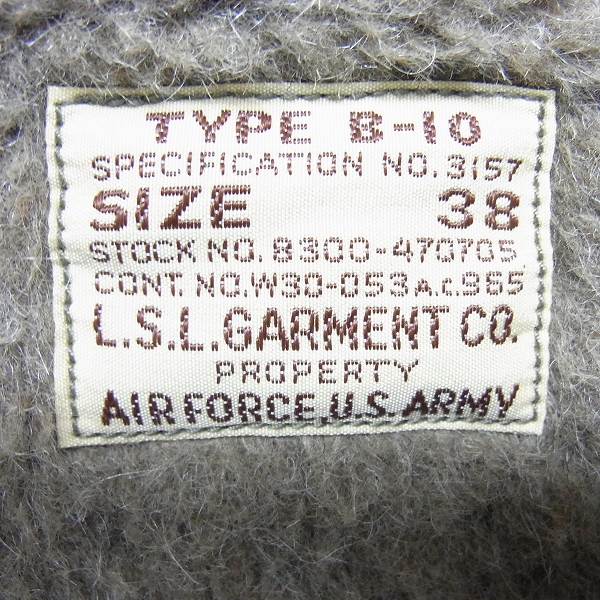 TYPE B-10
SPECIFICATION NO. 3157
SIZE 38
STOCK NO. 8300-470705
CONT. NO. W30-053 A.C. 965
L.S.L. GARMENT CO.
PROPERTY
AIR FORCE, U.S. ARMY